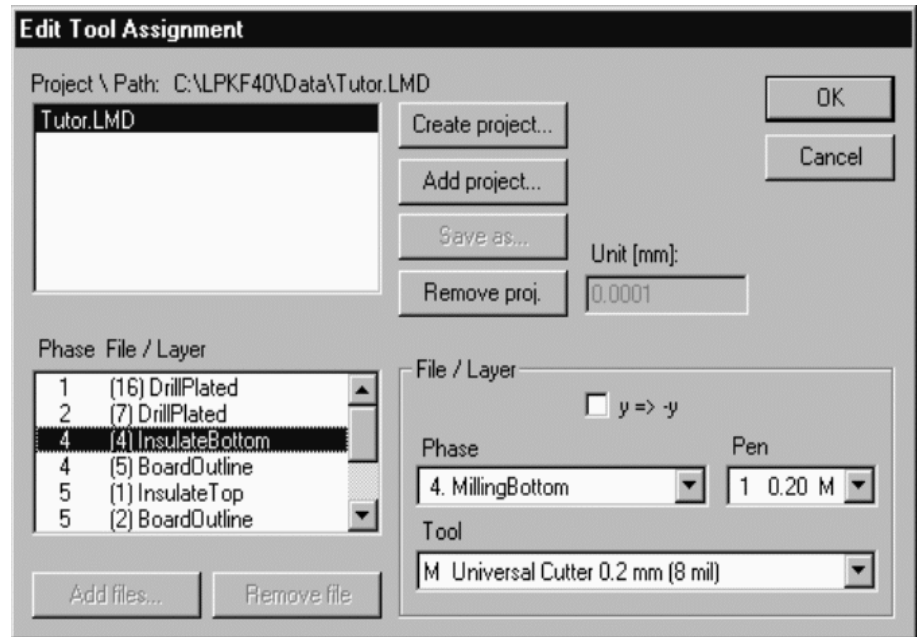 Edit Tool Assignment
Project \ Path: C:\LPKF40\Data\Tutor.LMD
Tutor.LMD
Create project...
Add project...
Save as...
Remove proj.
OK
Cancel
Unit [mm]:
0.0001
Phase File / Layer
1 (16) DrillPlated
2 (7) DrillPlated
4 (4) InsulateBottom
4 (5) BoardOutline
5 (1) InsulateTop
5 (2) BoardOutline
Add files...
Remove file
File / Layer
y => -y
Phase
Pen
4. MillingBottom
1 0.20 M
Tool
M Universal Cutter 0.2 mm (8 mil)